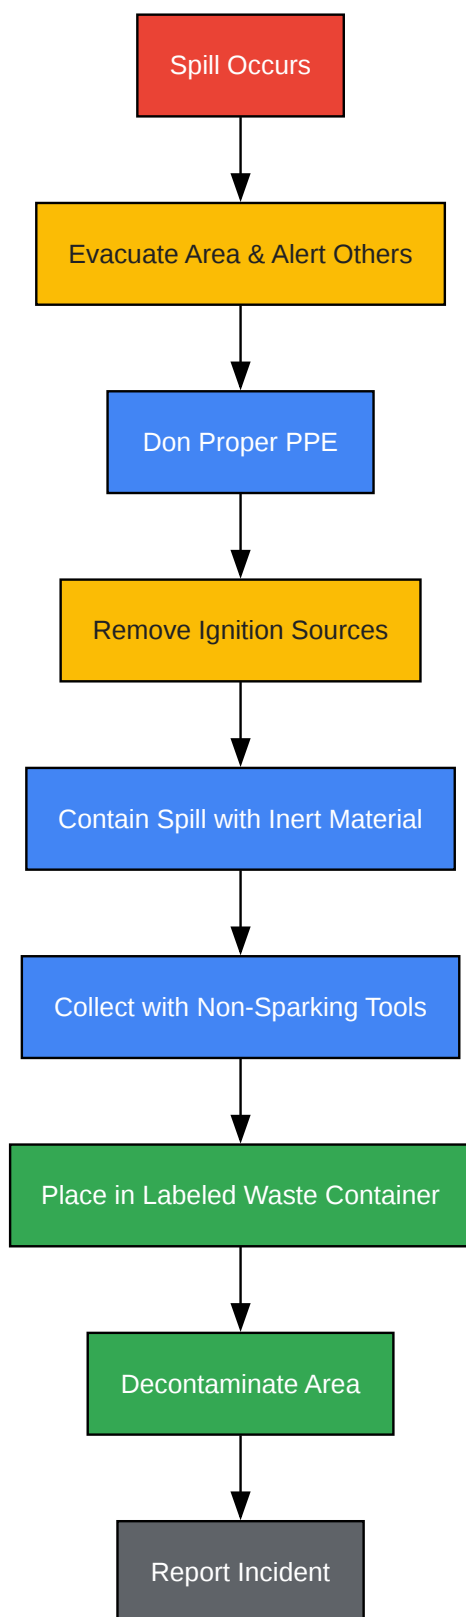 Spill Occurs
Evacuate Area & Alert Others
Don Proper PPE
Remove Ignition Sources
Contain Spill with Inert Material
Collect with Non-Sparking Tools
Place in Labeled Waste Container
Decontaminate Area
Report Incident